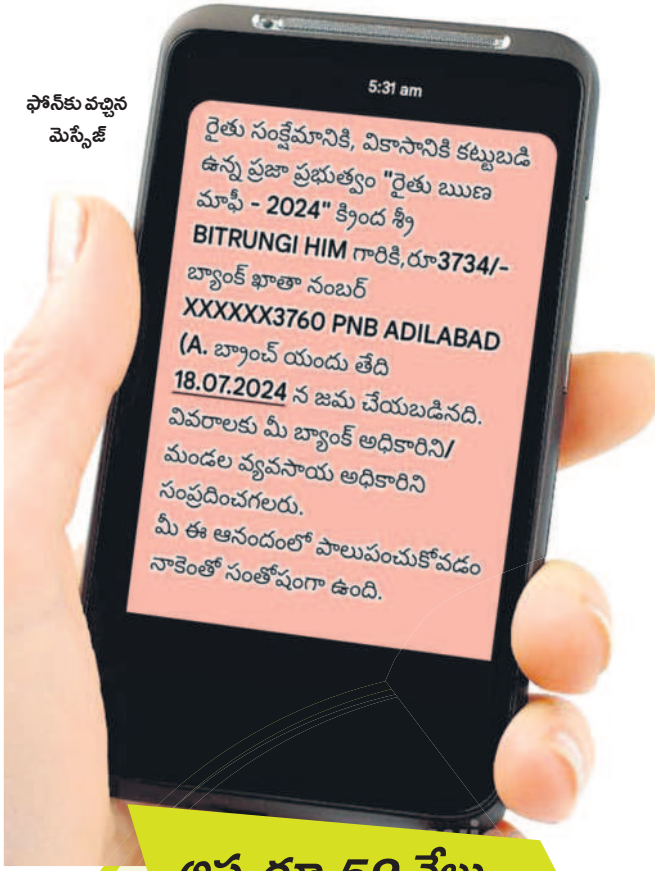 ఫోన్‌కు వచ్చిన
మెస్సేజ్
5:31 am
రైతు సంక్షేమానికి, వికాసానికి కట్టుబడి
ఉన్న ప్రజా ప్రభుత్వం "రైతు ఋణ
మాఫీ - 2024" క్రింద శ్రీ
BITRUNGI HIM గారికి,రూ3734/-
బ్యాంక్ ఖాతా నంబర్
XXXXXX3760 PNB ADILABAD
(A. బ్రాంచ్ యందు తేది
18.07.2024 న జమ చేయబడినది.
వివరాలకు మీ బ్యాంక్ అధికారిని/
మండల వ్యవసాయ అధికారిని
సంప్రదించగలరు.
మీ ఈ ఆనందంలో పాలుపంచుకోవడం
నాకెంతో సంతోషంగా ఉంది.
రూ 50 వేలు